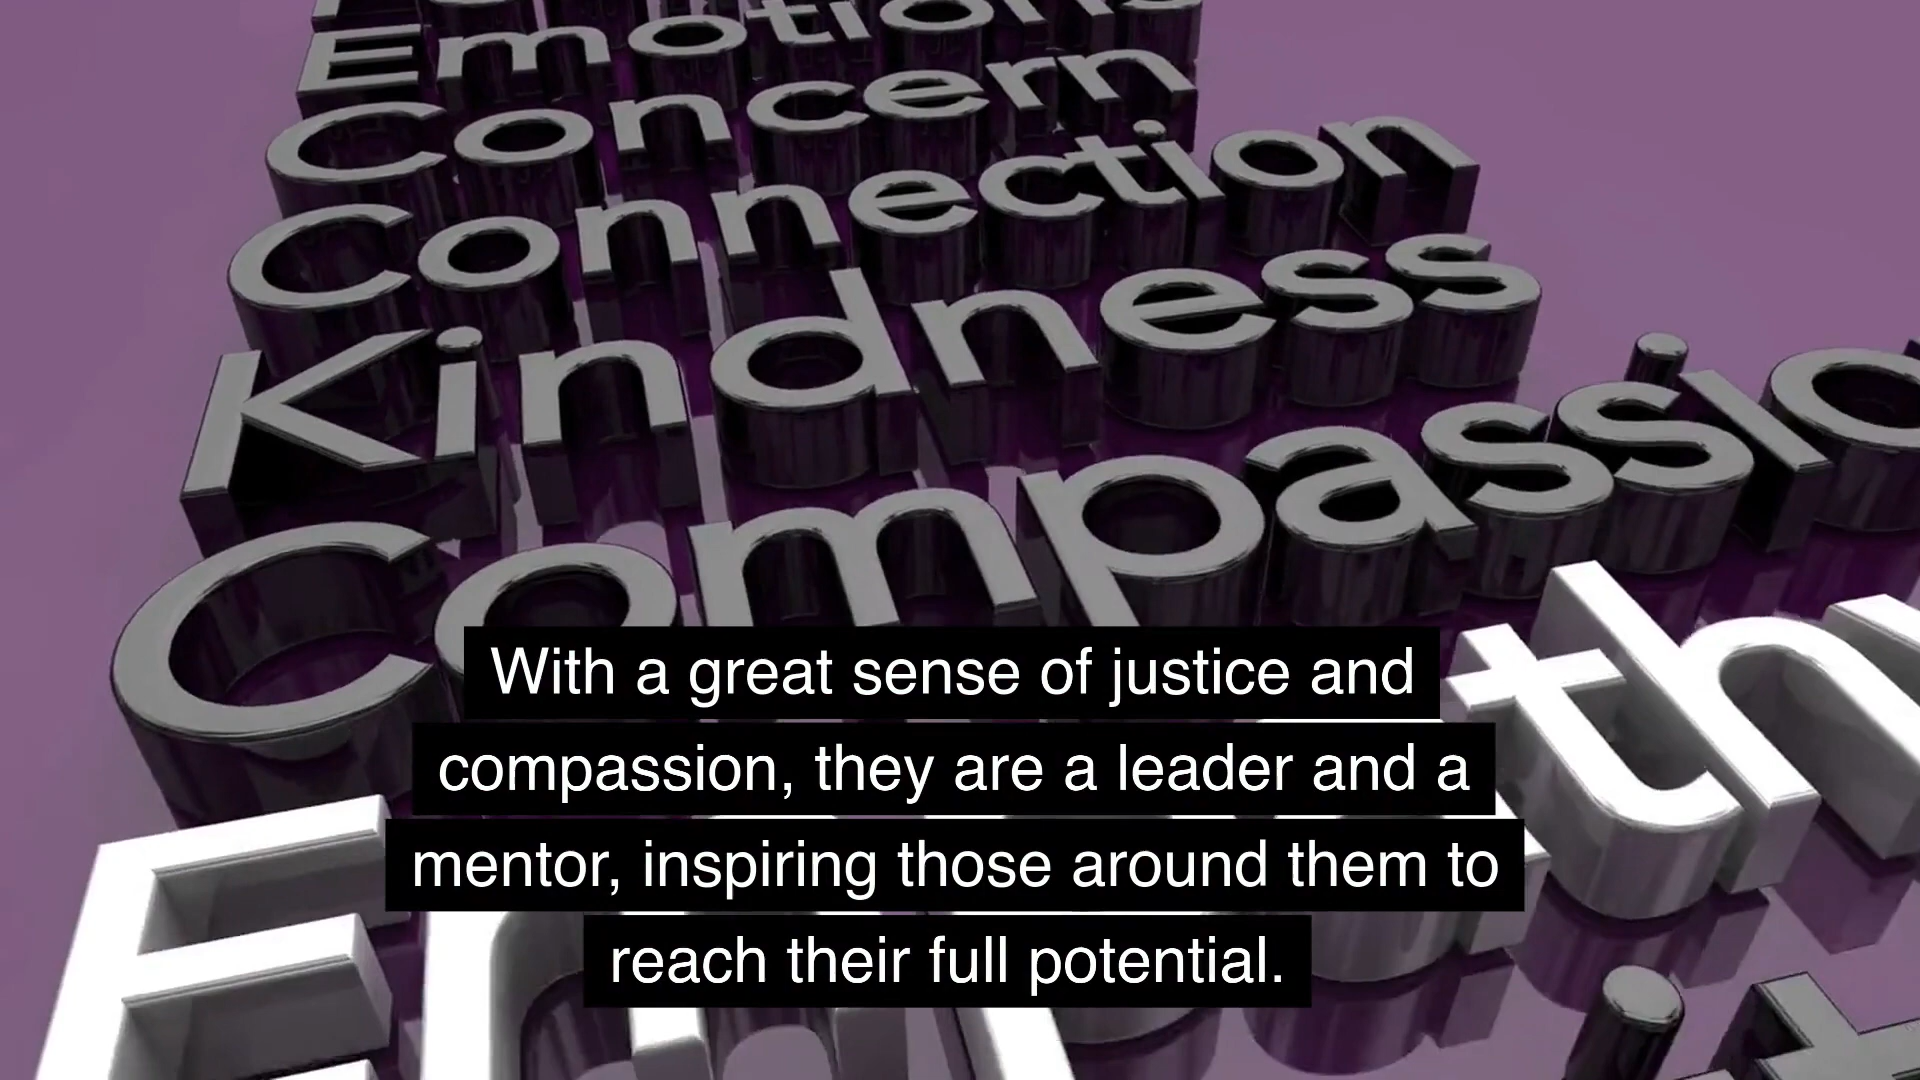 Emotions
Concern
Connection
Kindness
Compassio
With a great sense of justice and
compassion, they are a leader and a
mentor, inspiring those around them to
reach their full potential.